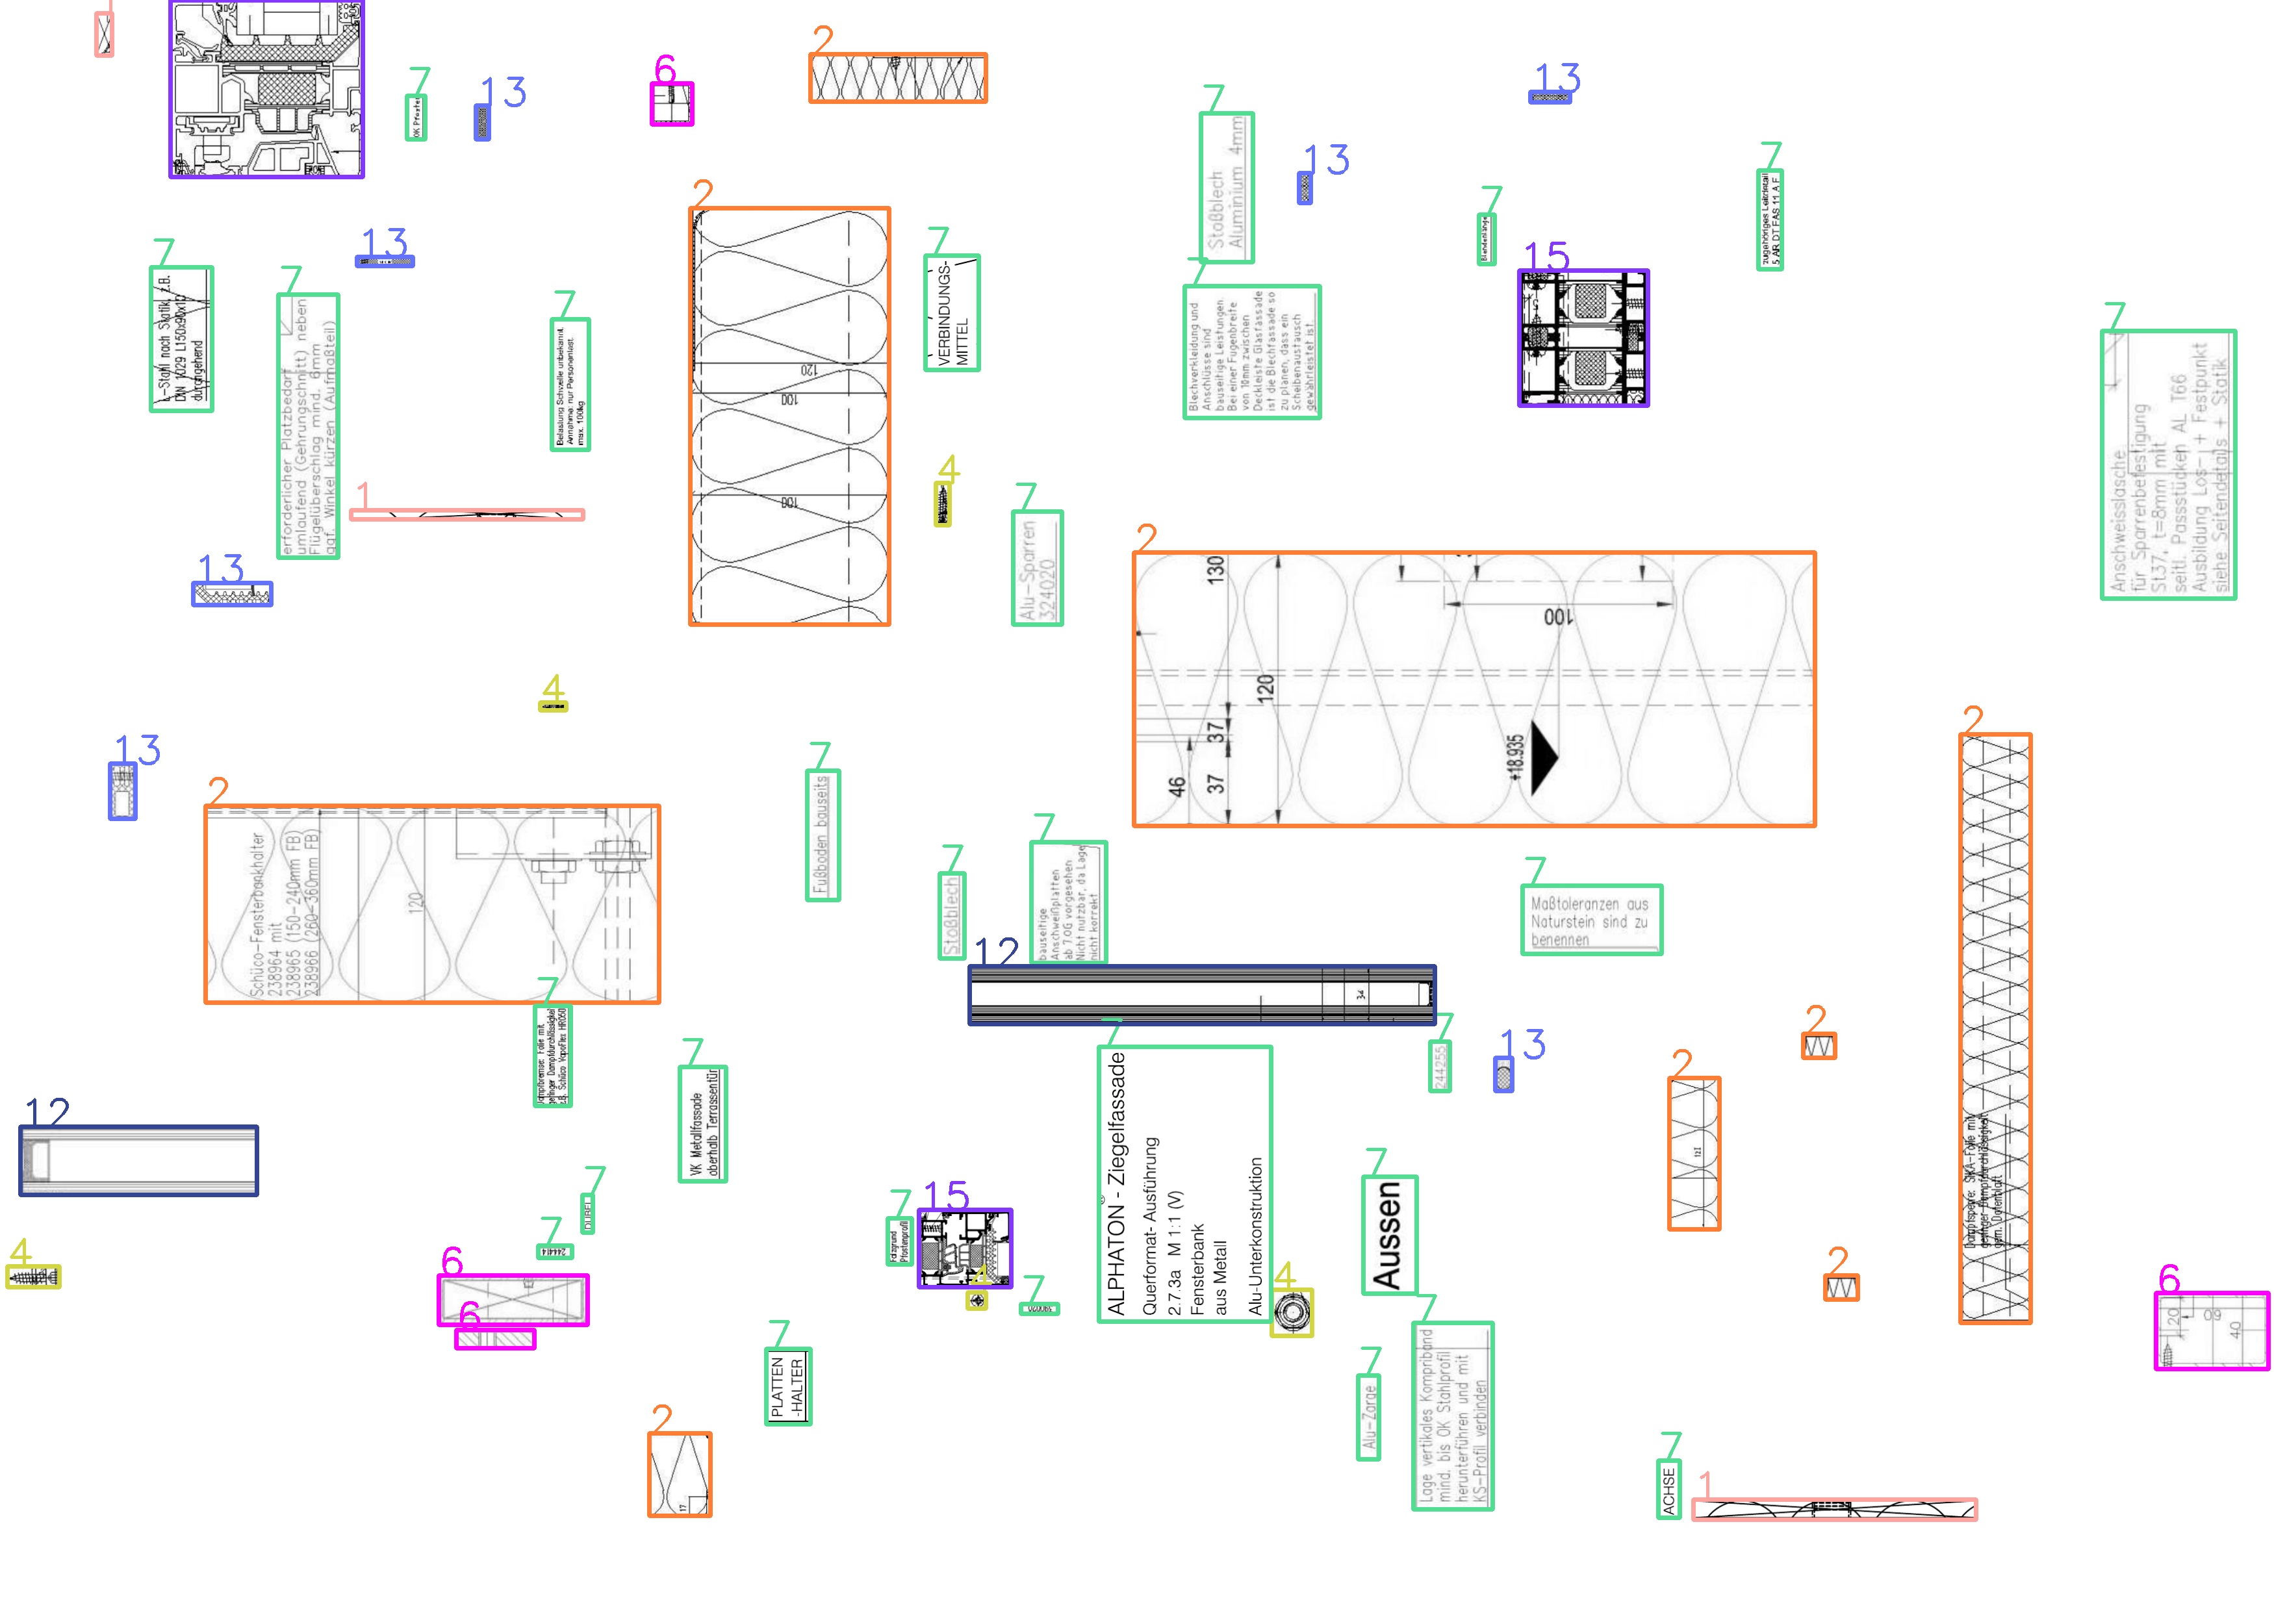 1
7
OK Pfosten
13
6
2
7
Stoßblech
Aluminium 4mm
13
13
7
zugehöriges Leitdetail
5 AR DT FAS 11 A F
7
Blendenlänge
15
7
L-Stahl nach Statik, z.B.
DIN 1029 L150x90x10
durchgehend
7
erforderlicher Platzbedarf
umlaufend (Gehrungschnitt) neben
Flügelüberschlag mind. 6mm
ggf. Winkel kürzen (Aufmaßteil)
13
7
Belastung Schwelle unbekannt.
Annahme: nur Personenlast.
max. 100kg
2
120
100
100
7
VERBINDUNGS-
MITTEL
7
Blechverkleidung und
Anschlüsse sind
bauseitige Leistungen.
Bei einer Fugenbreite
von 10mm zwischen
Deckleiste Glasfassade
ist die Blechfassade so
zu planen, dass ein
Scheibenaustausch
gewährleistet ist.
7
Anschweisslasche
für Sparrenbefestigung
St37, t=8mm mit
seitl. Passstücken AL T66
Ausbildung Los- + Festpunkt
siehe Seitendetails + Statik
1
4
7
Alu-Sparren
324020
13
2
130
100
120
37
37
46
+18.935
4
13
2
Schüco-Fensterbankhalter
238964 mit
238965 (150-240mm FB)
238966 (260-360mm FB)
120
7
Fußboden bauseits
7
Stoßblech
7
bauseitige
Anschweißplatten
ab 7.OG vorgesehen
Nicht nutzbar, da Lage
nicht korrekt
7
Maßtoleranzen aus
Naturstein sind zu
benennen
2
Dampfsperre: SIKA-Folie mit
geringer Dampfdurchlässigkeit
gem. Datenblatt
12
34
7
Dampfbremse: Folie mit
geringer Dampfdurchlässigkeit
z.B. Schüco VapoFlex HR050
7
VK Metallfassade
oberhalb Terrassentür
7
ALPHATON® - Ziegelfassade
Querformat- Ausführung
2.7.3a M 1:1 (V)
Fensterbank
aus Metall
Alu-Unterkonstruktion
7
244255
13
2
2
121
12
7
DÜBEL
7
244414
7
Falzgrund
Pfostenprofil
15
7
Aussen
4
6
6
4
7
4
2
6
20
60
40
7
PLATTEN
-HALTER
7
Alu-Zarge
7
Lage vertikales Kompriband
mind. bis OK Stahlprofil
herunterführen und mit
KS-Profil verbinden
2
17
7
ACHSE
1